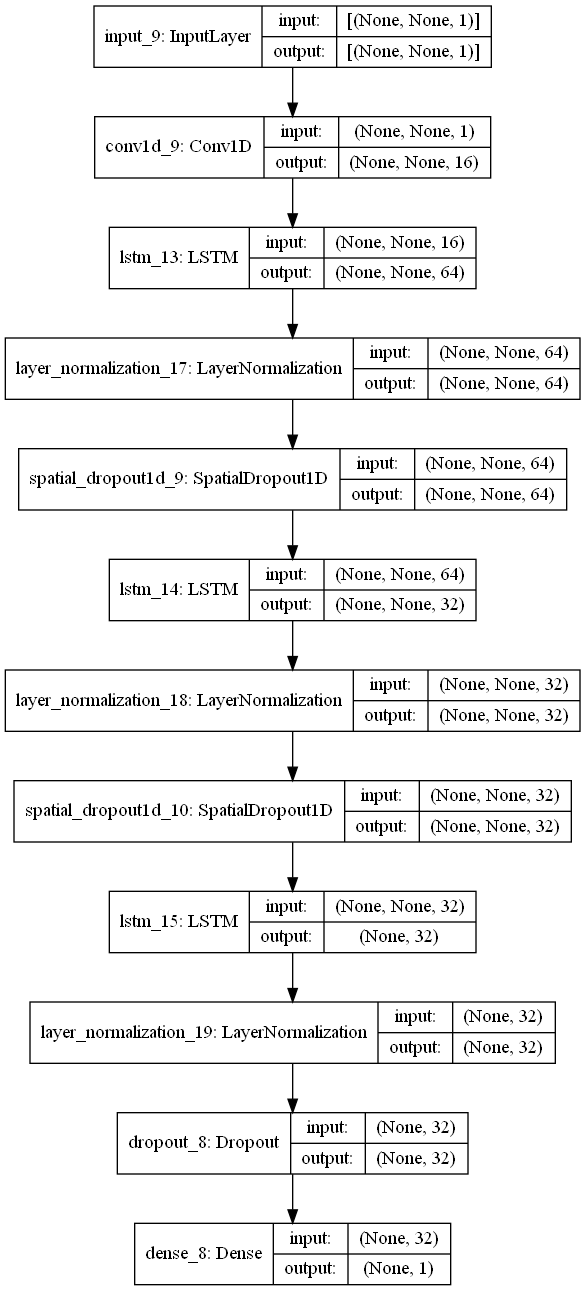 input_9: InputLayer
input: [(None, None, 1)]
output: [(None, None, 1)]
conv1d_9: Conv1D
input: (None, None, 1)
output: (None, None, 16)
lstm_13: LSTM
input: (None, None, 16)
output: (None, None, 64)
layer_normalization_17: LayerNormalization
input: (None, None, 64)
output: (None, None, 64)
spatial_dropout1d_9: SpatialDropout1D
input: (None, None, 64)
output: (None, None, 64)
lstm_14: LSTM
input: (None, None, 64)
output: (None, None, 32)
layer_normalization_18: LayerNormalization
input: (None, None, 32)
output: (None, None, 32)
spatial_dropout1d_10: SpatialDropout1D
input: (None, None, 32)
output: (None, None, 32)
lstm_15: LSTM
input: (None, None, 32)
output: (None, 32)
layer_normalization_19: LayerNormalization
input: (None, 32)
output: (None, 32)
dropout_8: Dropout
input: (None, 32)
output: (None, 32)
dense_8: Dense
input: (None, 32)
output: (None, 1)